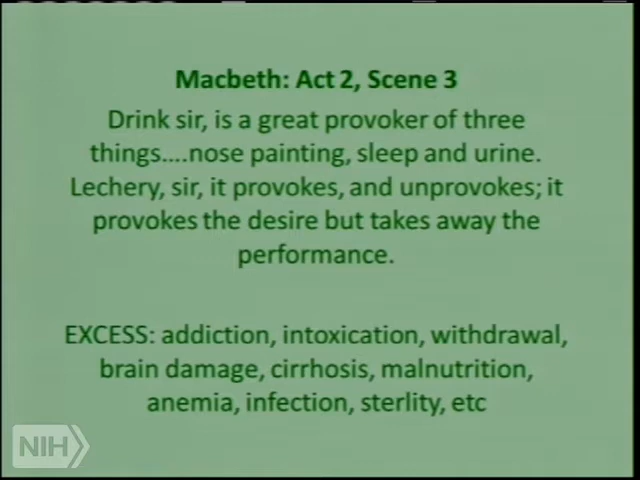 Macbeth: Act 2, Scene 3
Drink sir, is a great provoker of three
things....nose painting, sleep and urine.
Lechery, sir, it provokes, and unprovokes; it
provokes the desire but takes away the
performance.
EXCESS: addiction, intoxication, withdrawal,
brain damage, cirrhosis, malnutrition,
anemia, infection, sterlity, etc
NIH